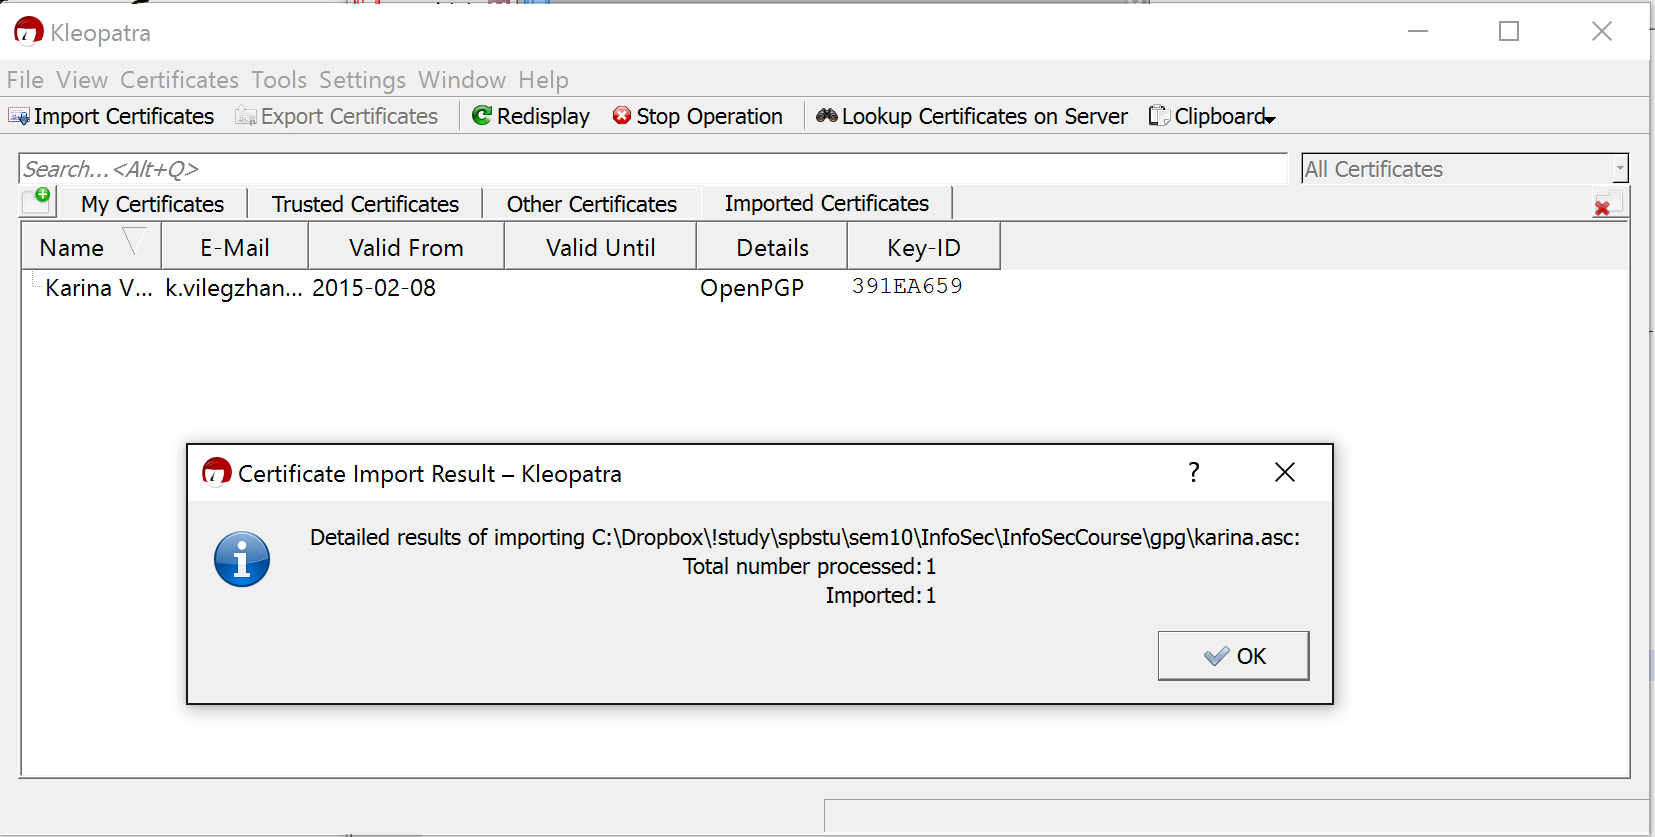 Kleopatra
File View Certificates Tools Settings Window Help
Import Certificates Export Certificates Redisplay Stop Operation Lookup Certificates on Server Clipboard
Search...<Alt+Q> All Certificates
My Certificates Trusted Certificates Other Certificates Imported Certificates
Name E-Mail Valid From Valid Until Details Key-ID
Karina V... k.vilegzhan... 2015-02-08 OpenPGP 391EA659
Certificate Import Result – Kleopatra ?
Detailed results of importing C:\Dropbox\!study\spbstu\sem10\InfoSec\InfoSecCourse\gpg\karina.asc:
Total number processed: 1
Imported: 1
OK